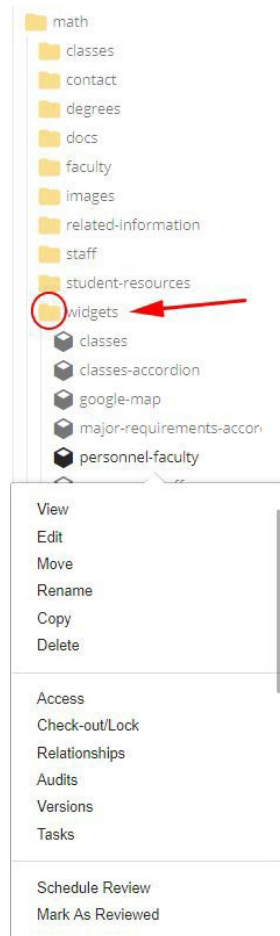 math
classes
contact
degrees
docs
faculty
images
related-information
staff
student-resources
widgets
classes
classes-accordion
google-map
major-requirements-accor
personnel-faculty
View
Edit
Move
Rename
Copy
Delete
Access
Check-out/Lock
Relationships
Audits
Versions
Tasks
Schedule Review
Mark As Reviewed